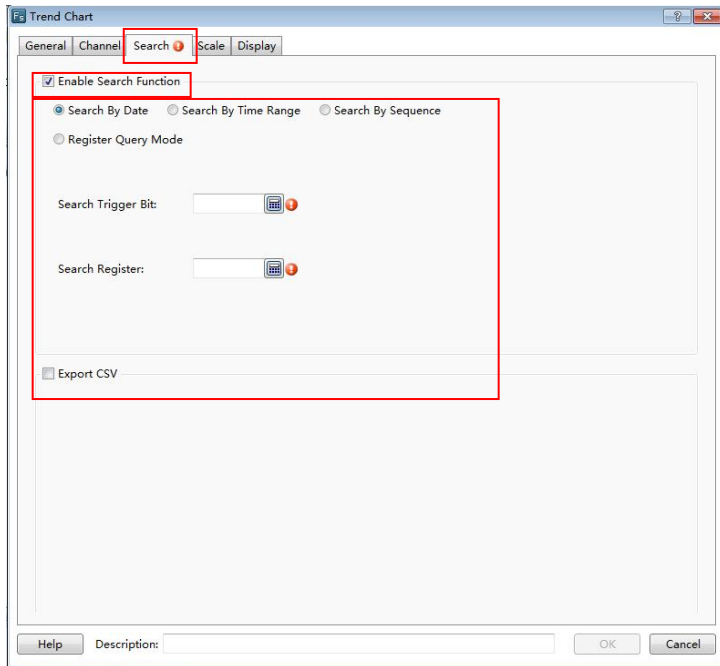 Fs Trend Chart
General Channel Search Scale Display
Enable Search Function
Search By Date Search By Time Range Search By Sequence
Register Query Mode
Search Trigger Bit:
Search Register:
Export CSV
Help Description: OK Cancel